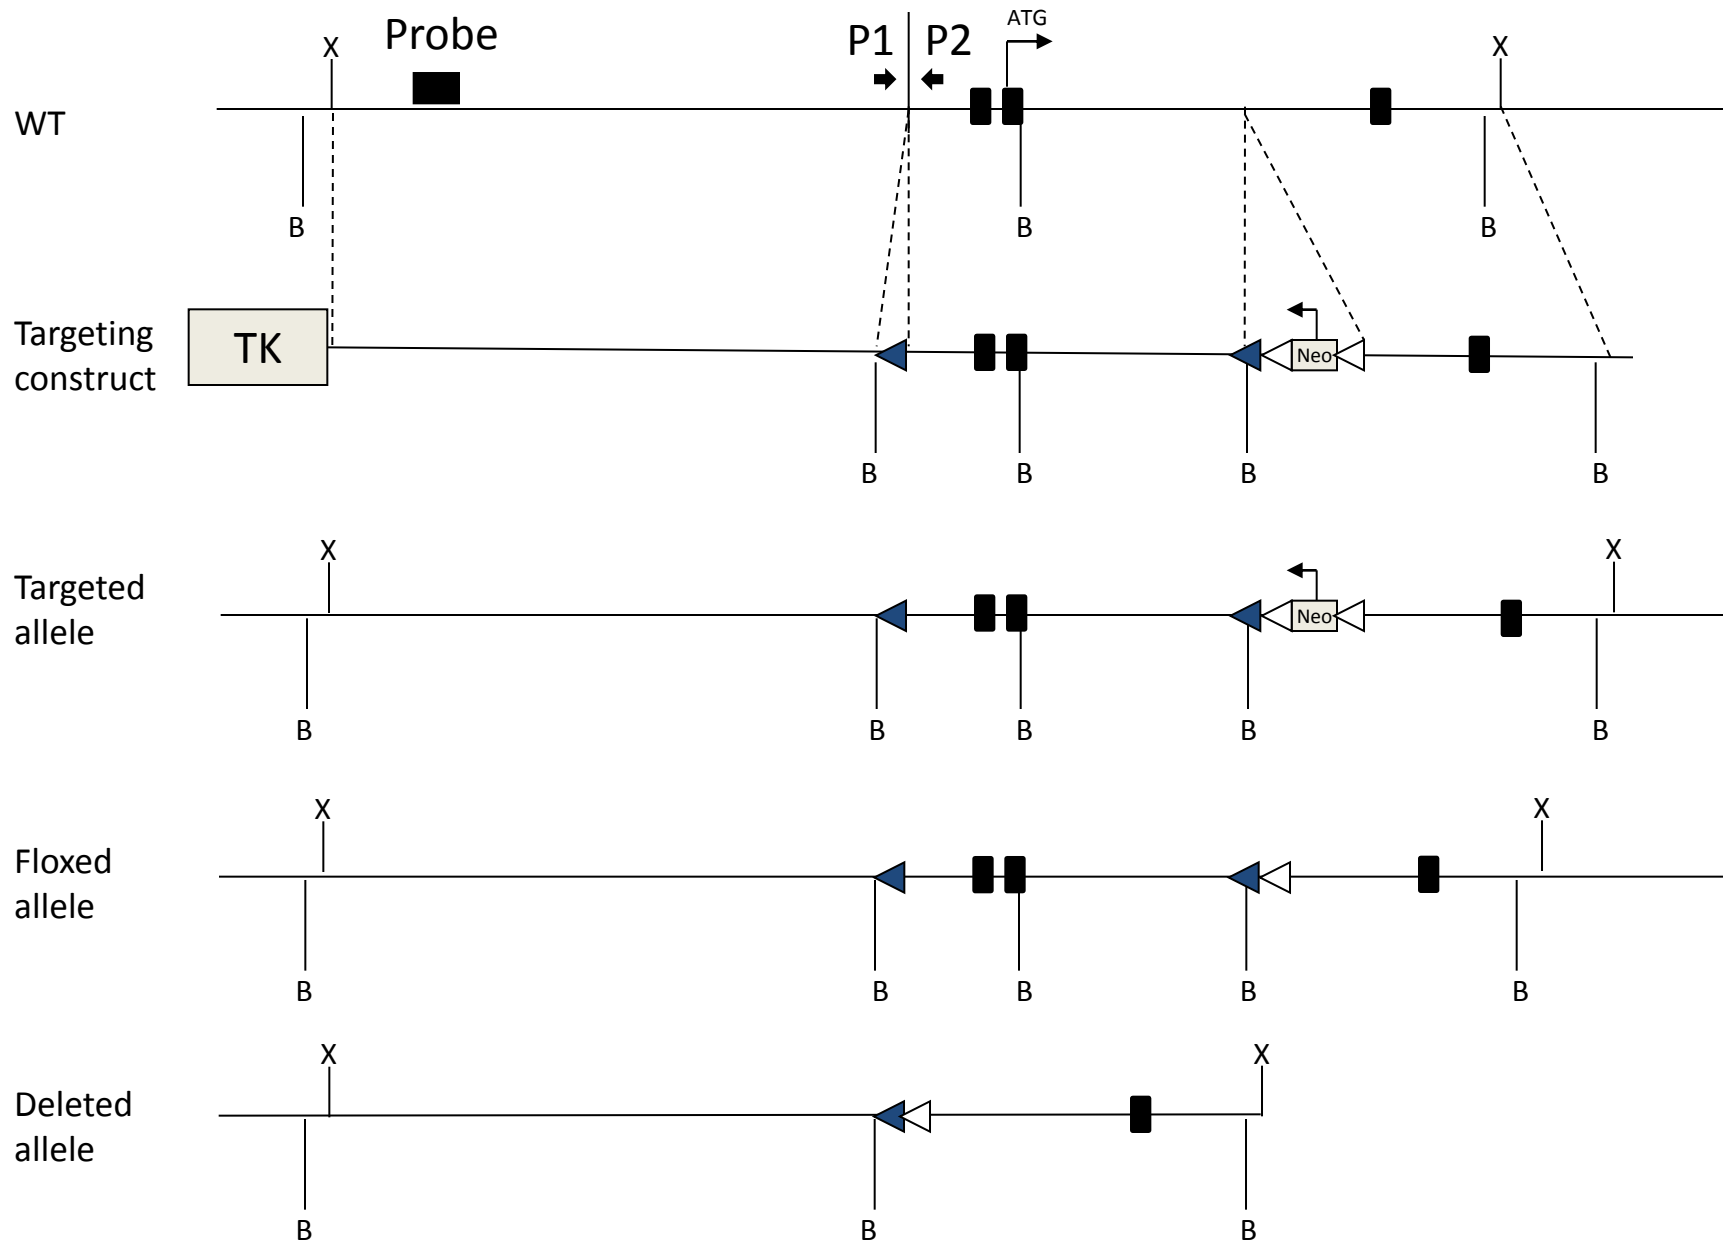 ATG
X Probe P1 P2 X
WT
B B B
TK
Targeting
construct
Neo
B B B B
X X
Targeted
allele
Neo
B B B B B
X X
Floxed
allele
B B B B B
X X
Deleted
allele
B B B